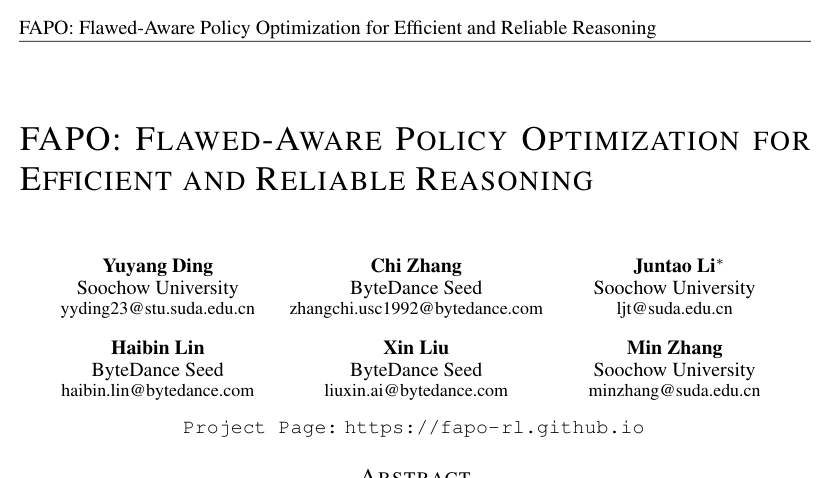 FAPO: Flawed-Aware Policy Optimization for Efficient and Reliable Reasoning
FAPO: FLAWED-AWARE POLICY OPTIMIZATION FOR
EFFICIENT AND RELIABLE REASONING
Yuyang Ding
Soochow University
yyding23@stu.suda.edu.cn
Chi Zhang
ByteDance Seed
zhangchi.usc1992@bytedance.com
Juntao Li*
Soochow University
ljt@suda.edu.cn
Haibin Lin
ByteDance Seed
haibin.lin@bytedance.com
Xin Liu
ByteDance Seed
liuxin.ai@bytedance.com
Min Zhang
Soochow University
minzhang@suda.edu.cn
Project Page: https://fapo-rl.github.io
ABSTRACT